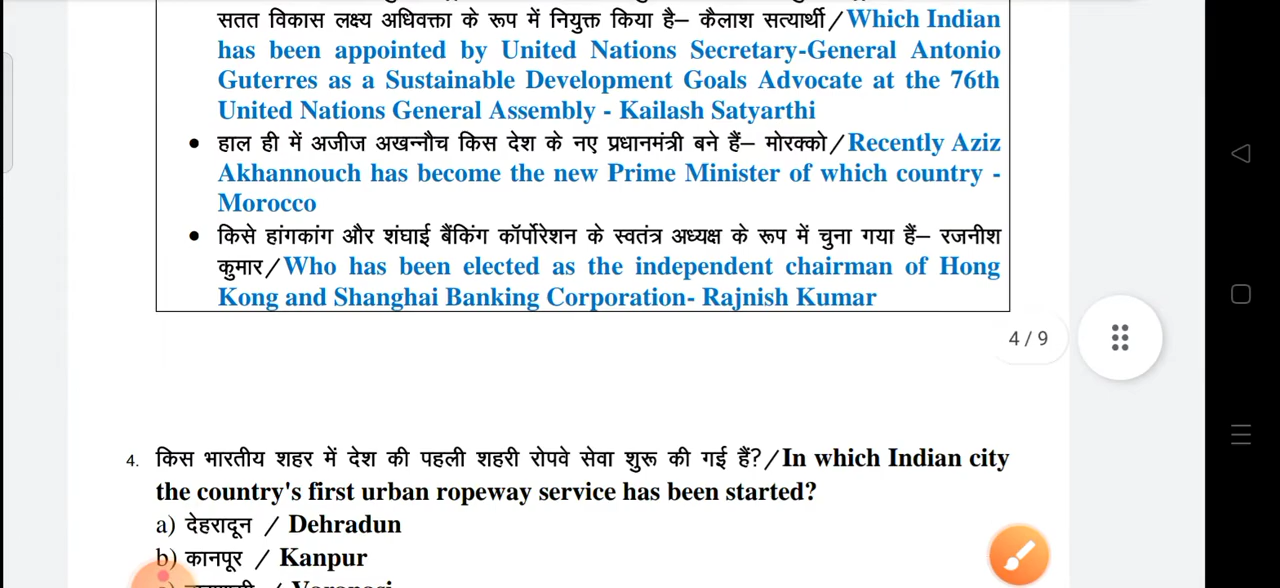 सतत विकास लक्ष्य अधिवक्ता के रूप में नियुक्त किया है– कैलाश सत्यार्थी/Which Indian
has been appointed by United Nations Secretary-General Antonio
Guterres as a Sustainable Development Goals Advocate at the 76th
United Nations General Assembly - Kailash Satyarthi
• हाल ही में अजीज अखन्नौच किस देश के नए प्रधानमंत्री बने हैं– मोरक्को/Recently Aziz
Akhannouch has become the new Prime Minister of which country -
Morocco
• किसे हांगकांग और शंघाई बैंकिंग कॉर्पोरेशन के स्वतंत्र अध्यक्ष के रूप में चुना गया हैं– रजनीश
कुमार/Who has been elected as the independent chairman of Hong
Kong and Shanghai Banking Corporation- Rajnish Kumar
4 / 9
4. किस भारतीय शहर में देश की पहली शहरी रोपवे सेवा शुरू की गई हैं?/In which Indian city
the country's first urban ropeway service has been started?
a) देहरादून / Dehradun
b) कानपूर / Kanpur